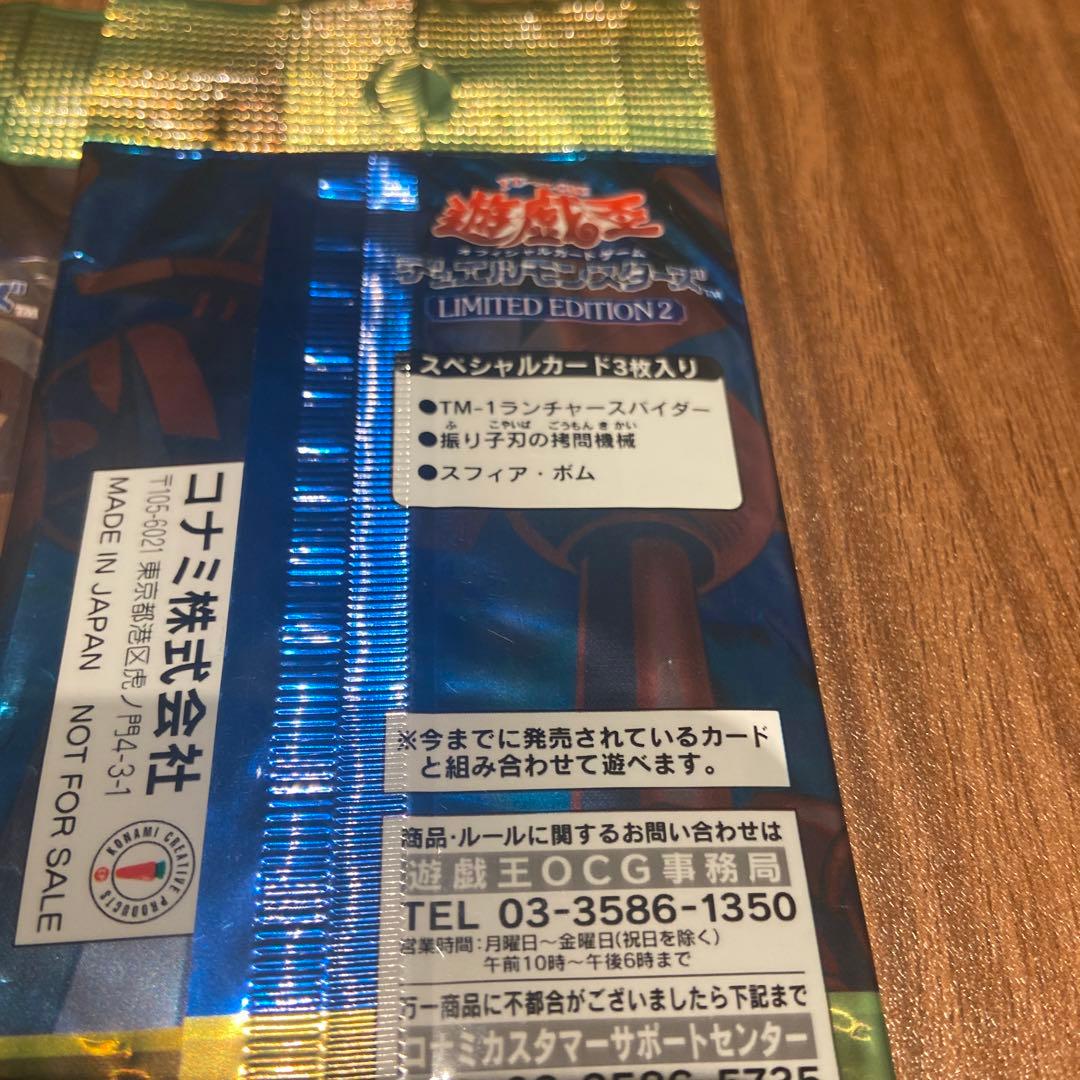 遊戯王
オフィシャルカードゲーム
デュエルモンスターズ™
LIMITED EDITION 2
スペシャルカード3枚入り
●TM-1ランチャースパイダー
ふ こやいば ごうもん き かい
●振り子刃の拷問機械
●スフィア・ボム
※今までに発売されているカード
と組み合わせて遊べます。
商品・ルールに関するお問い合わせは
遊戯王OCG事務局
TEL 03-3586-1350
営業時間:月曜日～金曜日(祝日を除く)
午前10時～午後6時まで
万一商品に不都合がございましたら下記まで
コナミカスタマーサポートセンター
コナミ株式会社
〒105-6021 東京都港区虎ノ門4-3-1
MADE IN JAPAN NOT FOR SALE
KONAMI CREATIVE PRODUCTS
ズ™